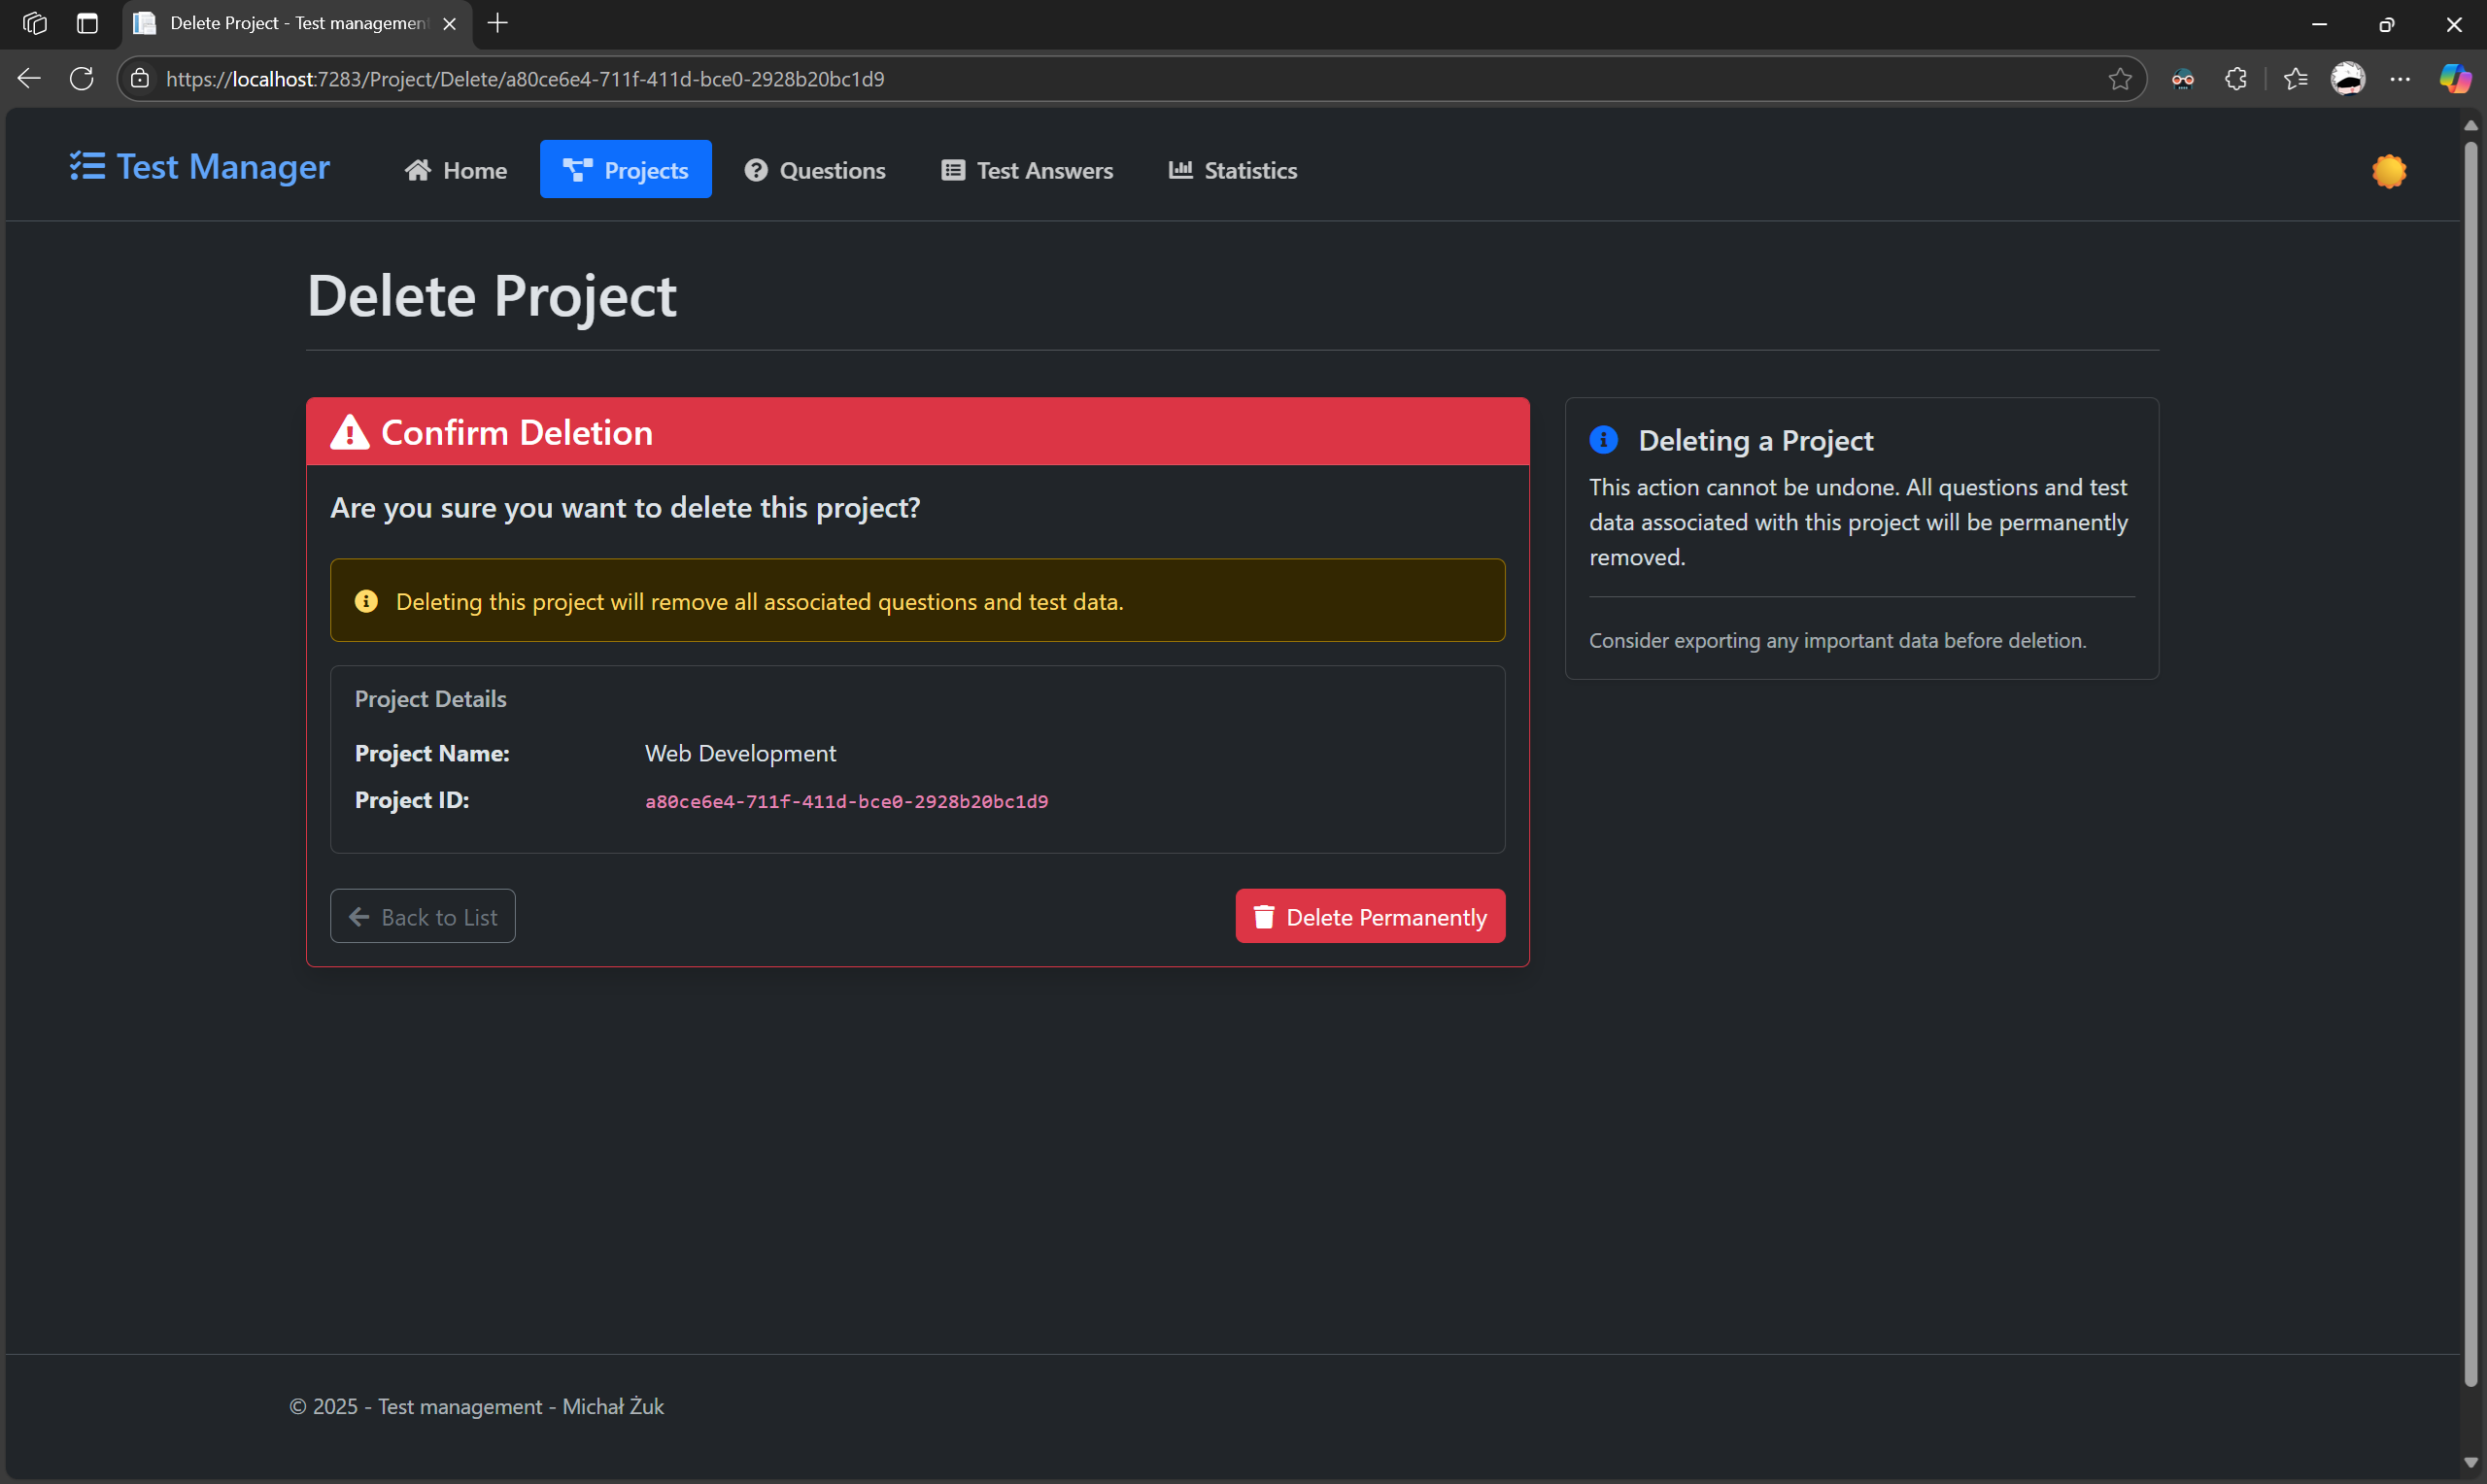 Delete Project - Test management
https://localhost:7283/Project/Delete/a80ce6e4-711f-411d-bce0-2928b20bc1d9
Test Manager
Home
Projects
Questions
Test Answers
Statistics
Delete Project
Confirm Deletion
Are you sure you want to delete this project?
Deleting this project will remove all associated questions and test data.
Project Details
Project Name: Web Development
Project ID: a80ce6e4-711f-411d-bce0-2928b20bc1d9
Back to List
Delete Permanently
Deleting a Project
This action cannot be undone. All questions and test
data associated with this project will be permanently
removed.
Consider exporting any important data before deletion.
© 2025 - Test management - Michał Żuk